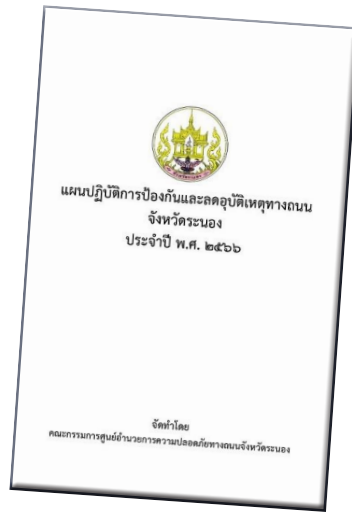 แผนปฏิบัติการป้องกันและลดอุบัติเหตุทางถนน
จังหวัดระนอง
ประจำปี พ.ศ. ๒๕๖๖
จัดทำโดย
คณะกรรมการศูนย์อำนวยการความปลอดภัยทางถนนจังหวัดระนอง